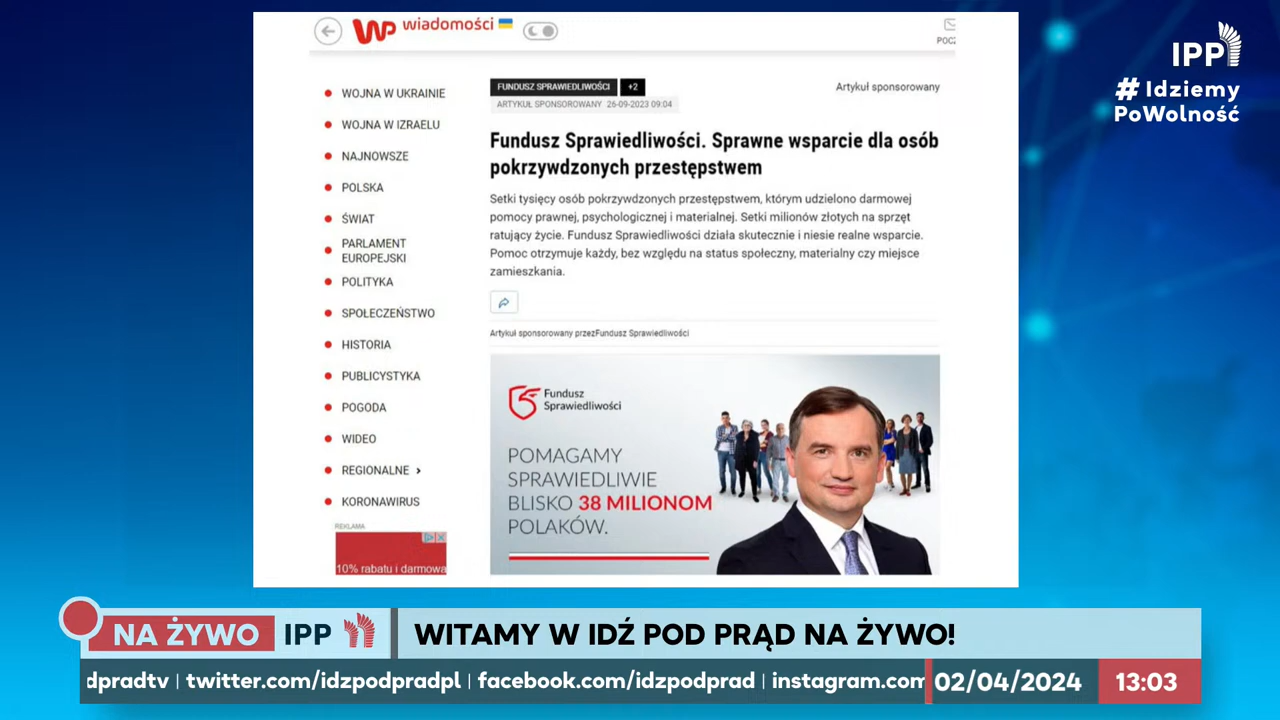 wp wiadomości
POCZ
IPP
# Idziemy
PoWolność
WOJNA W UKRAINIE
WOJNA W IZRAELU
NAJNOWSZE
POLSKA
ŚWIAT
PARLAMENT
EUROPEJSKI
POLITYKA
SPOŁECZEŃSTWO
HISTORIA
PUBLICYSTYKA
POGODA
WIDEO
REGIONALNE
KORONAWIRUS
REKLAMA
10% rabatu i darmowa
FUNDUSZ SPRAWIEDLIWOŚCI +2
Artykuł sponsorowany
ARTYKUŁ SPONSOROWANY 26-09-2023 09:04
Fundusz Sprawiedliwości. Sprawne wsparcie dla osób
pokrzywdzonych przestępstwem
Setki tysięcy osób pokrzywdzonych przestępstwem, którym udzielono darmowej
pomocy prawnej, psychologicznej i materialnej. Setki milionów złotych na sprzęt
ratujący życie. Fundusz Sprawiedliwości działa skutecznie i niesie realne wsparcie.
Pomoc otrzymuje każdy, bez względu na status społeczny, materialny czy miejsce
zamieszkania.
Artykuł sponsorowany przezFundusz Sprawiedliwości
Fundusz
Sprawiedliwości
POMAGAMY
SPRAWIEDLIWIE
BLISKO 38 MILIONOM
POLAKÓW.
NA ŻYWO IPP WITAMY W IDŹ POD PRĄD NA ŻYWO!
dpradtv | twitter.com/idzpodpradpl | facebook.com/idzpodprad | instagram.com 02/04/2024 13:03